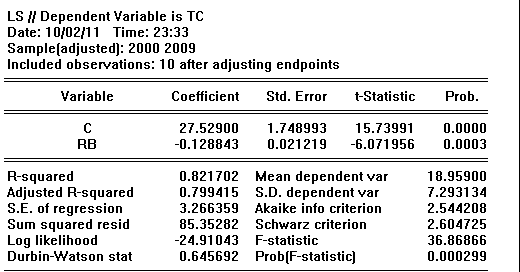 LS // Dependent Variable is TC
Date: 10/02/11 Time: 23:33
Sample(adjusted): 2000 2009
Included observations: 10 after adjusting endpoints
Variable Coefficient Std. Error t-Statistic Prob.
C 27.52900 1.748993 15.73991 0.0000
RB -0.128843 0.021219 -6.071956 0.0003
R-squared 0.821702 Mean dependent var 18.95900
Adjusted R-squared 0.799415 S.D. dependent var 7.293134
S.E. of regression 3.266359 Akaike info criterion 2.544208
Sum squared resid 85.35282 Schwarz criterion 2.604725
Log likelihood -24.91043 F-statistic 36.86866
Durbin-Watson stat 0.645692 Prob(F-statistic) 0.000299